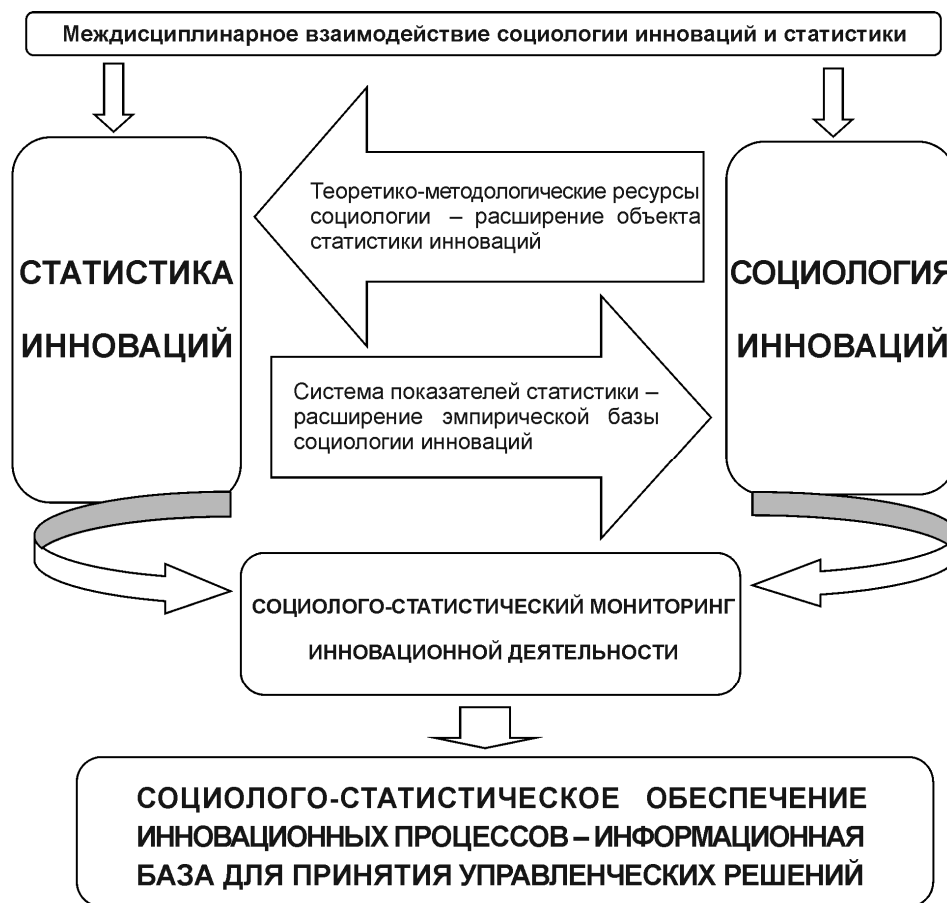 Междисциплинарное взаимодействие социологии инноваций и статистики
Теоретико-методологические ресурсы
социологии – расширение объекта
статистики инноваций
СТАТИСТИКА
ИННОВАЦИЙ
СОЦИОЛОГИЯ
ИННОВАЦИЙ
Система показателей статистики –
расширение эмпирической базы
социологии инноваций
СОЦИОЛОГО-СТАТИСТИЧЕСКИЙ МОНИТОРИНГ
ИННОВАЦИОННОЙ ДЕЯТЕЛЬНОСТИ
СОЦИОЛОГО-СТАТИСТИЧЕСКОЕ ОБЕСПЕЧЕНИЕ
ИННОВАЦИОННЫХ ПРОЦЕССОВ – ИНФОРМАЦИОННАЯ
БАЗА ДЛЯ ПРИНЯТИЯ УПРАВЛЕНЧЕСКИХ РЕШЕНИЙ